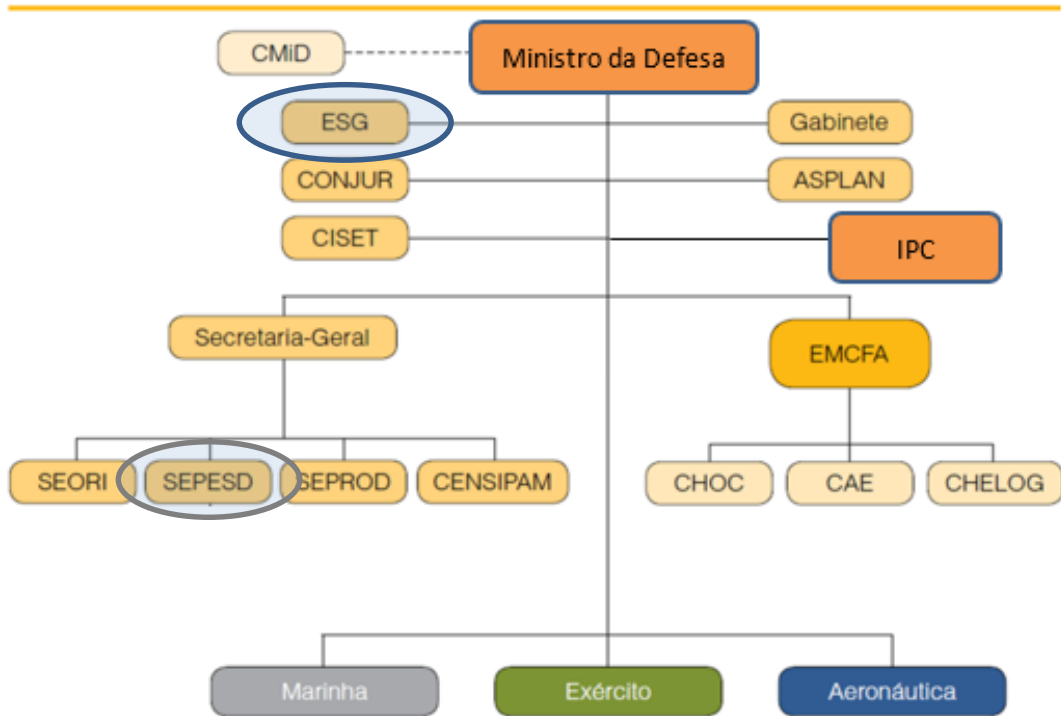 CMiD
Ministro da Defesa
ESG
Gabinete
CONJUR
ASPLAN
CISET
IPC
Secretaria-Geral
EMCFA
SEORI
SEPESD
SEPROD
CENSIPAM
CHOC
CAE
CHELOG
Marinha
Exército
Aeronáutica